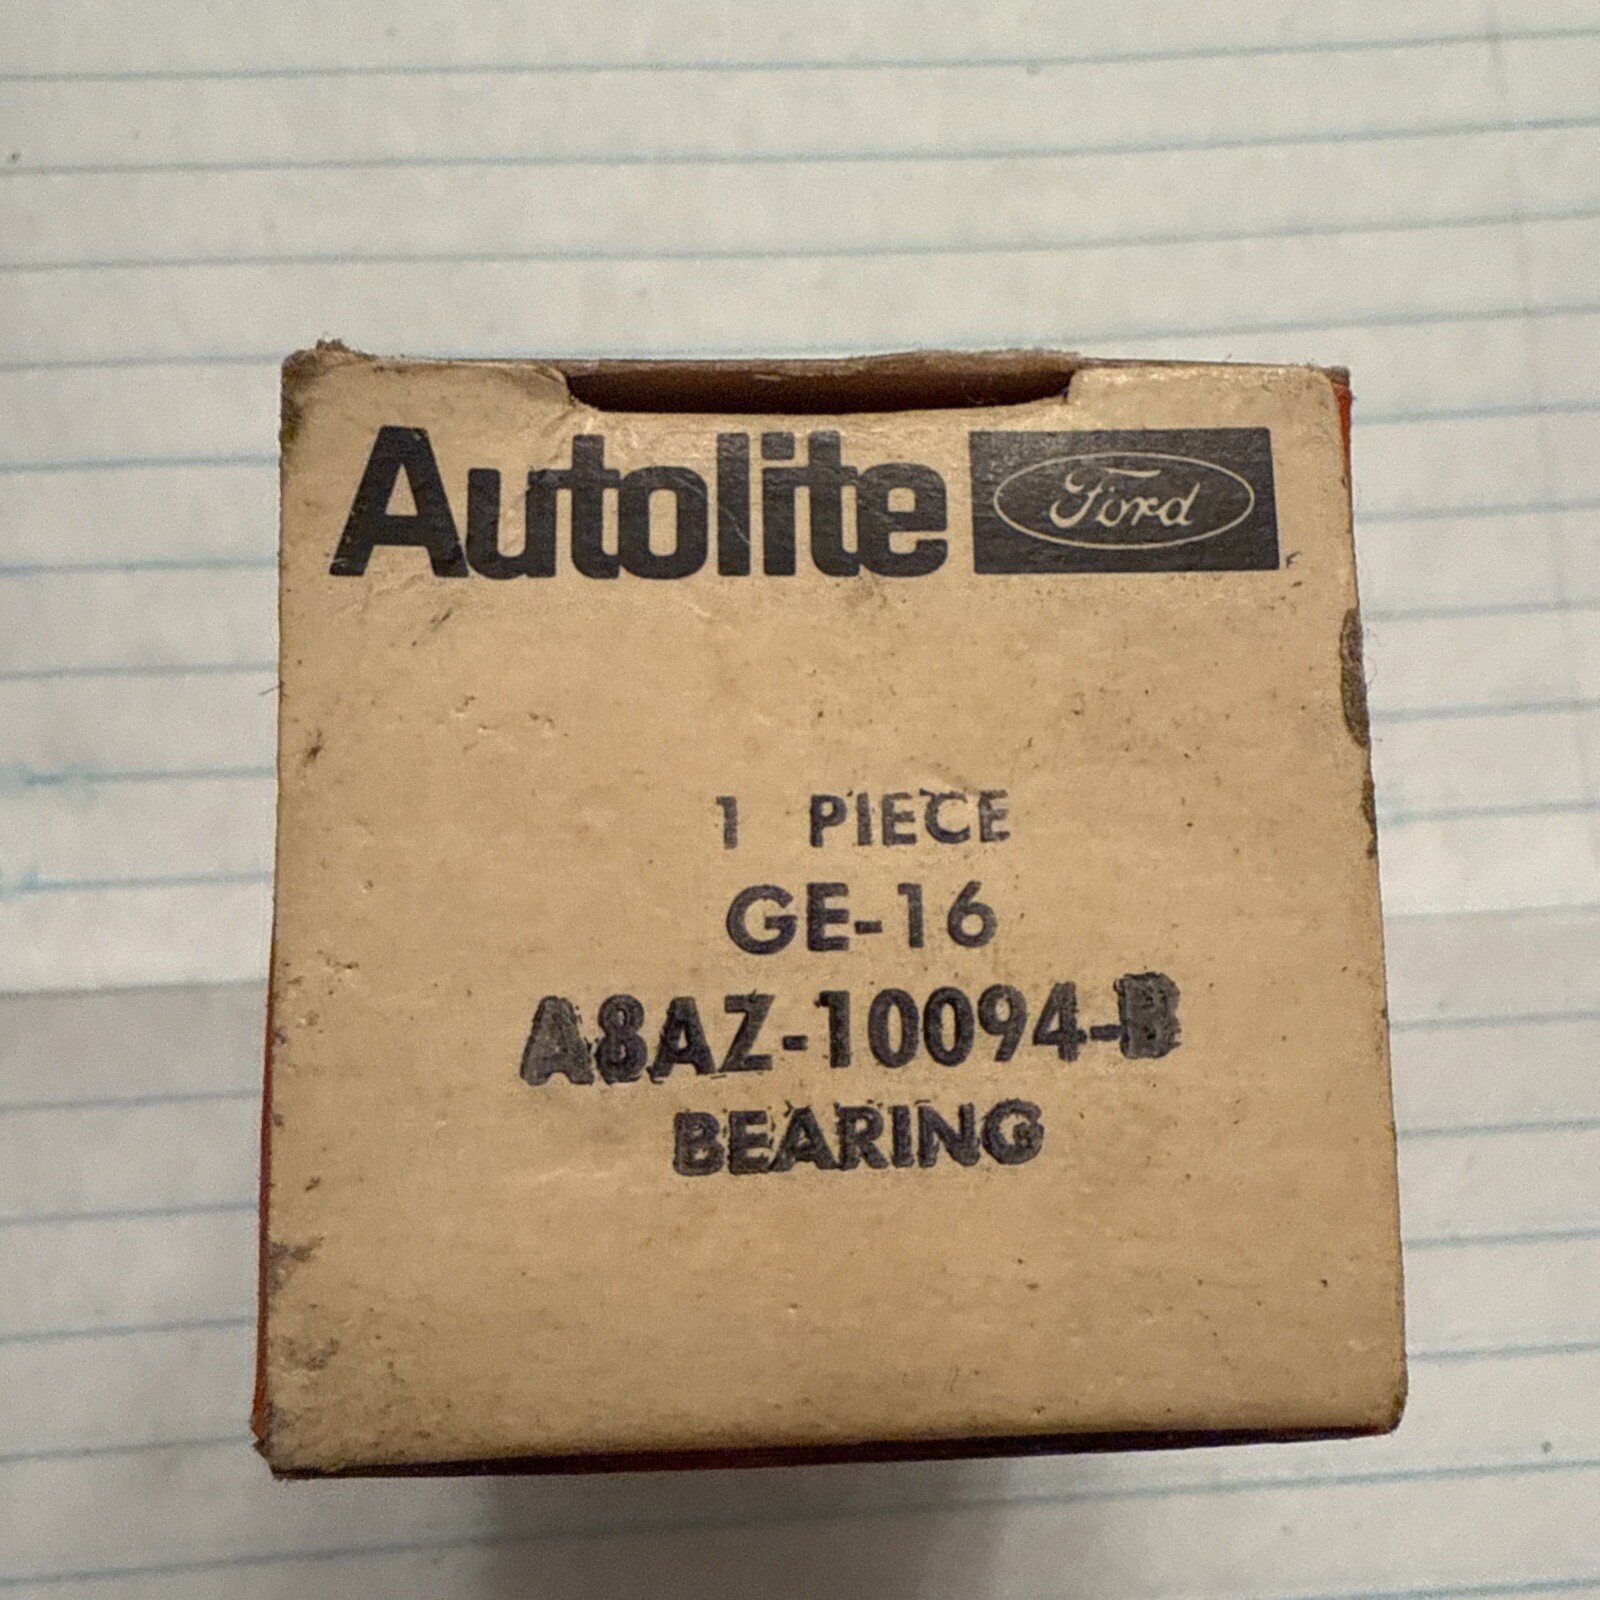 Autolite Ford
1 PIECE
GE-16
A8AZ-10094-B
BEARING